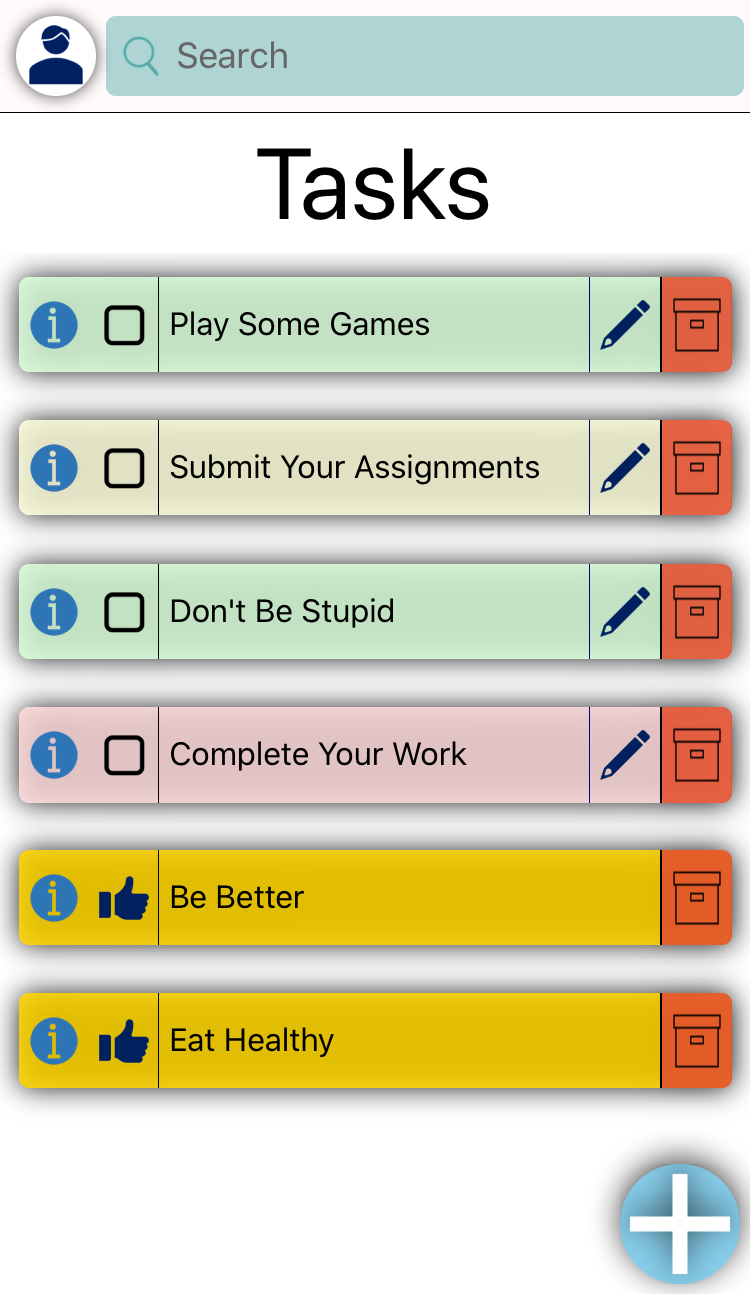 Search
Tasks
Play Some Games
Submit Your Assignments
Don't Be Stupid
Complete Your Work
Be Better
Eat Healthy